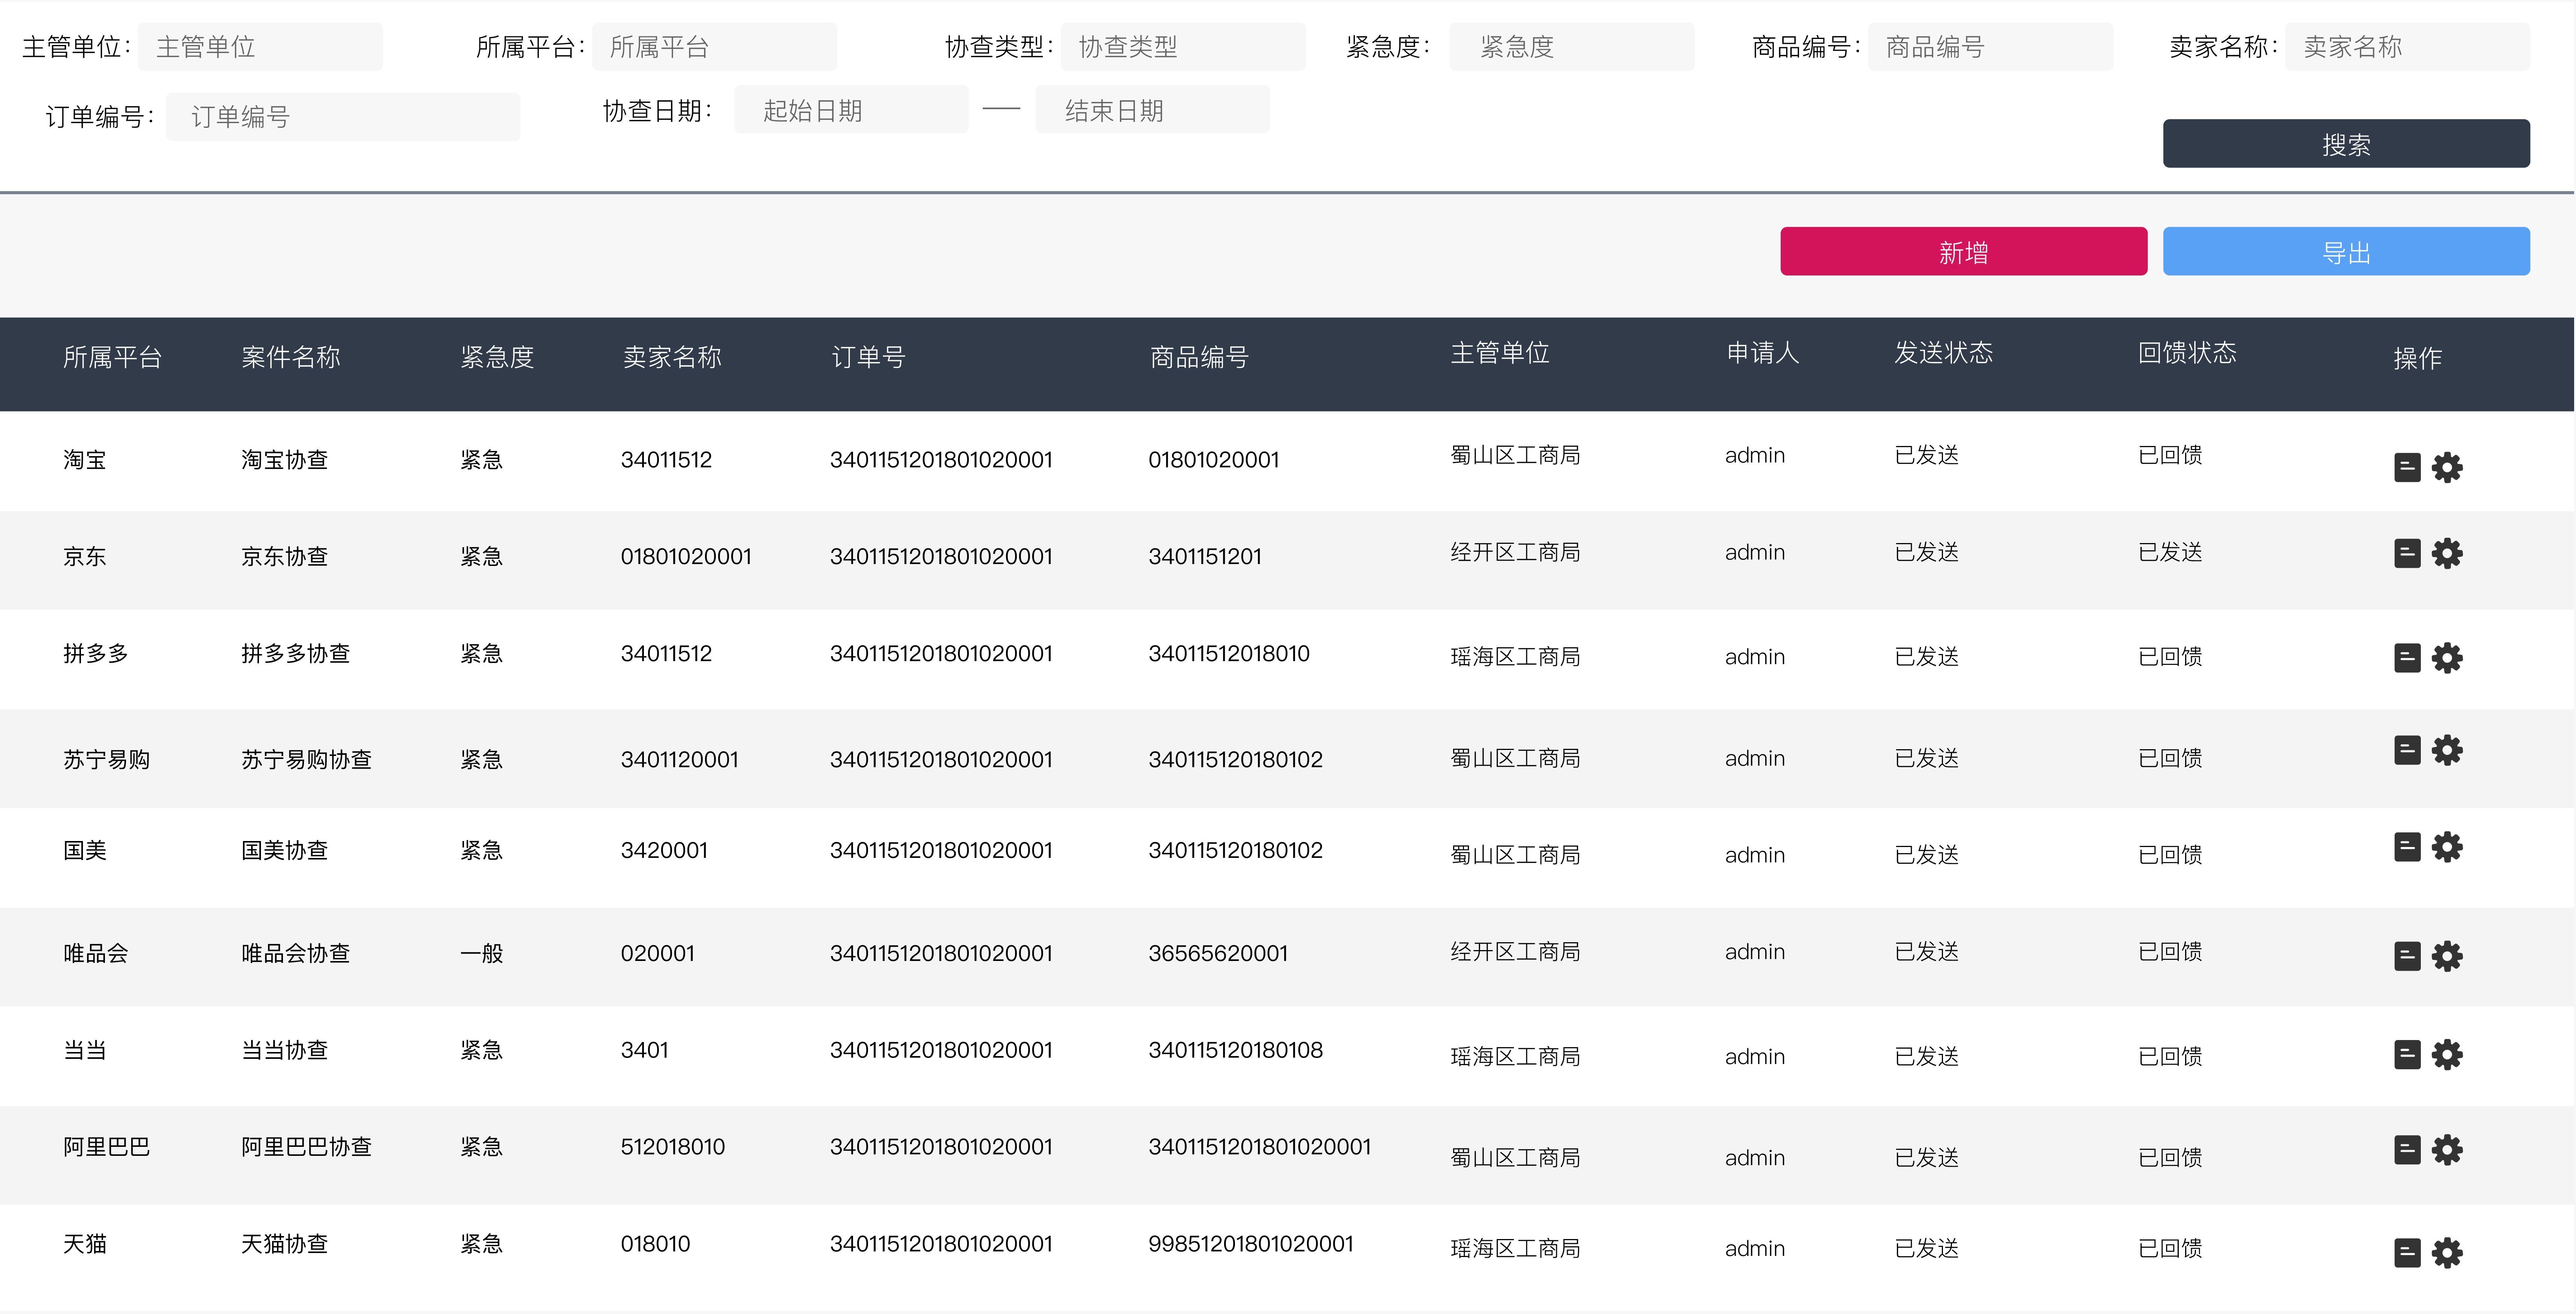 主管单位： 主管单位 所属平台： 所属平台 协查类型： 协查类型 紧急度： 紧急度 商品编号： 商品编号 卖家名称： 卖家名称
订单编号： 订单编号 协查日期： 起始日期 — 结束日期
搜索
新增 导出
所属平台 案件名称 紧急度 卖家名称 订单号 商品编号 主管单位 申请人 发送状态 回馈状态 操作
淘宝 淘宝协查 紧急 34011512 3401151201801020001 01801020001 蜀山区工商局 admin 已发送 已回馈
京东 京东协查 紧急 01801020001 3401151201801020001 3401151201 经开区工商局 admin 已发送 已发送
拼多多 拼多多协查 紧急 34011512 3401151201801020001 34011512018010 瑶海区工商局 admin 已发送 已回馈
苏宁易购 苏宁易购协查 紧急 3401120001 3401151201801020001 340115120180102 蜀山区工商局 admin 已发送 已回馈
国美 国美协查 紧急 3420001 3401151201801020001 340115120180102 蜀山区工商局 admin 已发送 已回馈
唯品会 唯品会协查 一般 020001 3401151201801020001 36565620001 经开区工商局 admin 已发送 已回馈
当当 当当协查 紧急 3401 3401151201801020001 340115120180108 瑶海区工商局 admin 已发送 已回馈
阿里巴巴 阿里巴巴协查 紧急 512018010 3401151201801020001 3401151201801020001 蜀山区工商局 admin 已发送 已回馈
天猫 天猫协查 紧急 018010 3401151201801020001 99851201801020001 瑶海区工商局 admin 已发送 已回馈